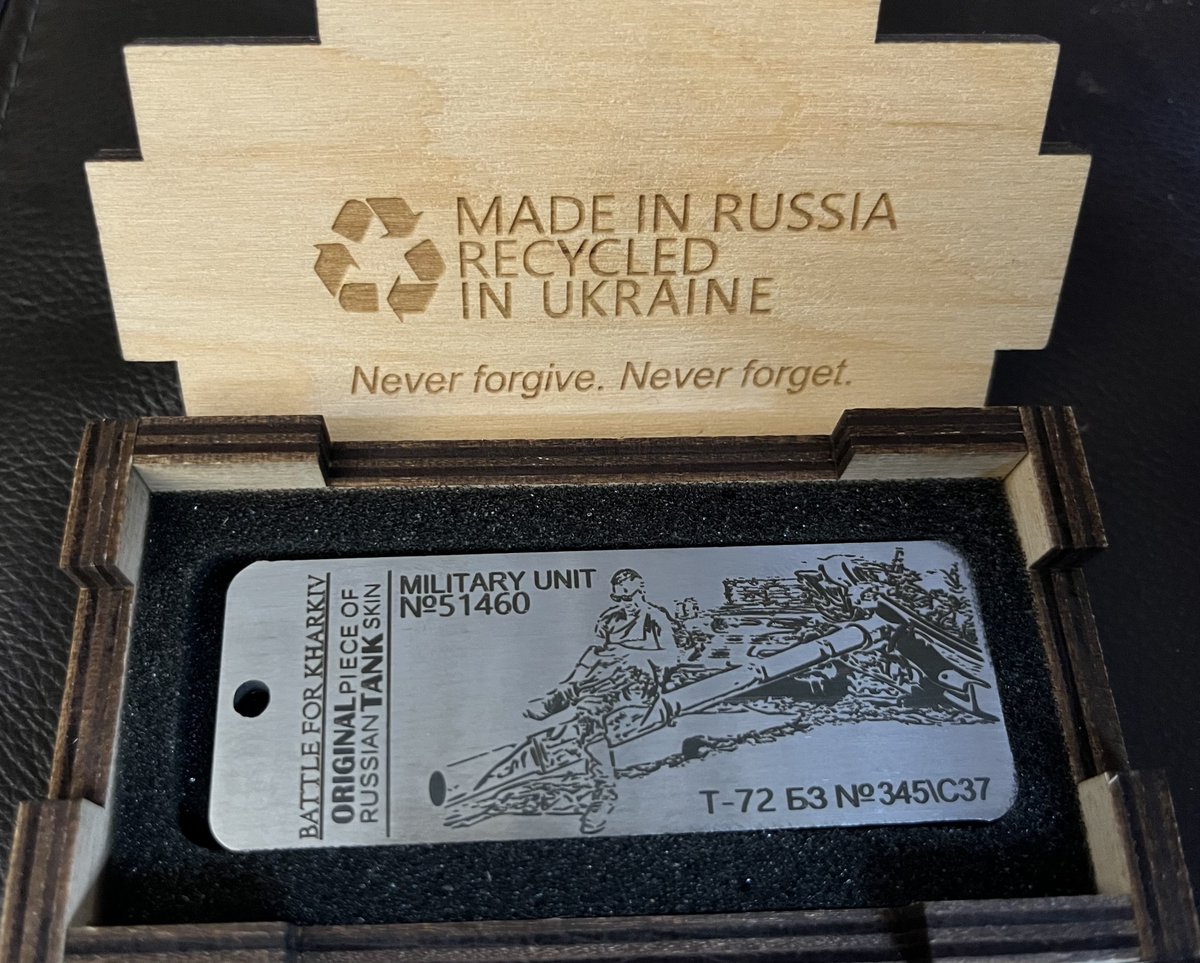 MADE IN RUSSIA
RECYCLED
IN UKRAINE
Never forgive. Never forget.
BATTLE FOR KHARKIV
ORIGINAL PIECE OF
RUSSIAN TANK SKIN
MILITARY UNIT
№51460
Т-72 БЗ №345\С37